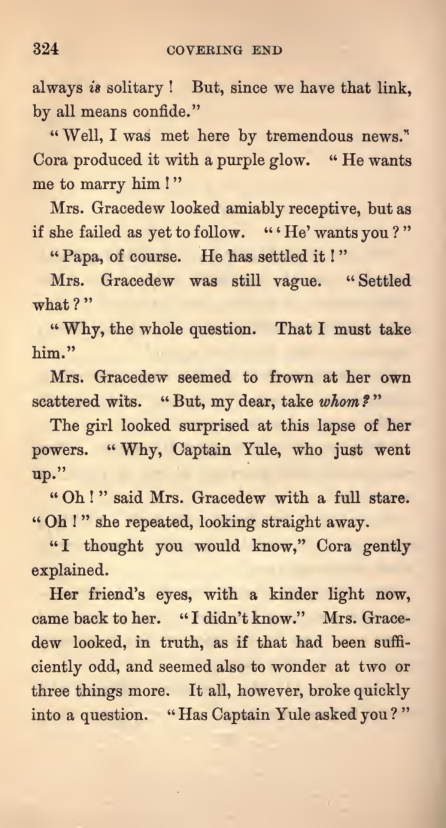 324 COVERING END
always is solitary ! But, since we have that link,
by all means confide."
"Well, I was met here by tremendous news."
Cora produced it with a purple glow. "He wants
me to marry him !"
Mrs. Gracedew looked amiably receptive, but as
if she failed as yet to follow. "'He' wants you ?"
"Papa, of course. He has settled it !"
Mrs. Gracedew was still vague. "Settled
what ?"
"Why, the whole question. That I must take
him."
Mrs. Gracedew seemed to frown at her own
scattered wits. "But, my dear, take whom ?"
The girl looked surprised at this lapse of her
powers. "Why, Captain Yule, who just went
up."
"Oh !" said Mrs. Gracedew with a full stare.
"Oh !" she repeated, looking straight away.
"I thought you would know," Cora gently
explained.
Her friend's eyes, with a kinder light now,
came back to her. "I didn't know." Mrs. Grace-
dew looked, in truth, as if that had been suffi-
ciently odd, and seemed also to wonder at two or
three things more. It all, however, broke quickly
into a question. "Has Captain Yule asked you ?"